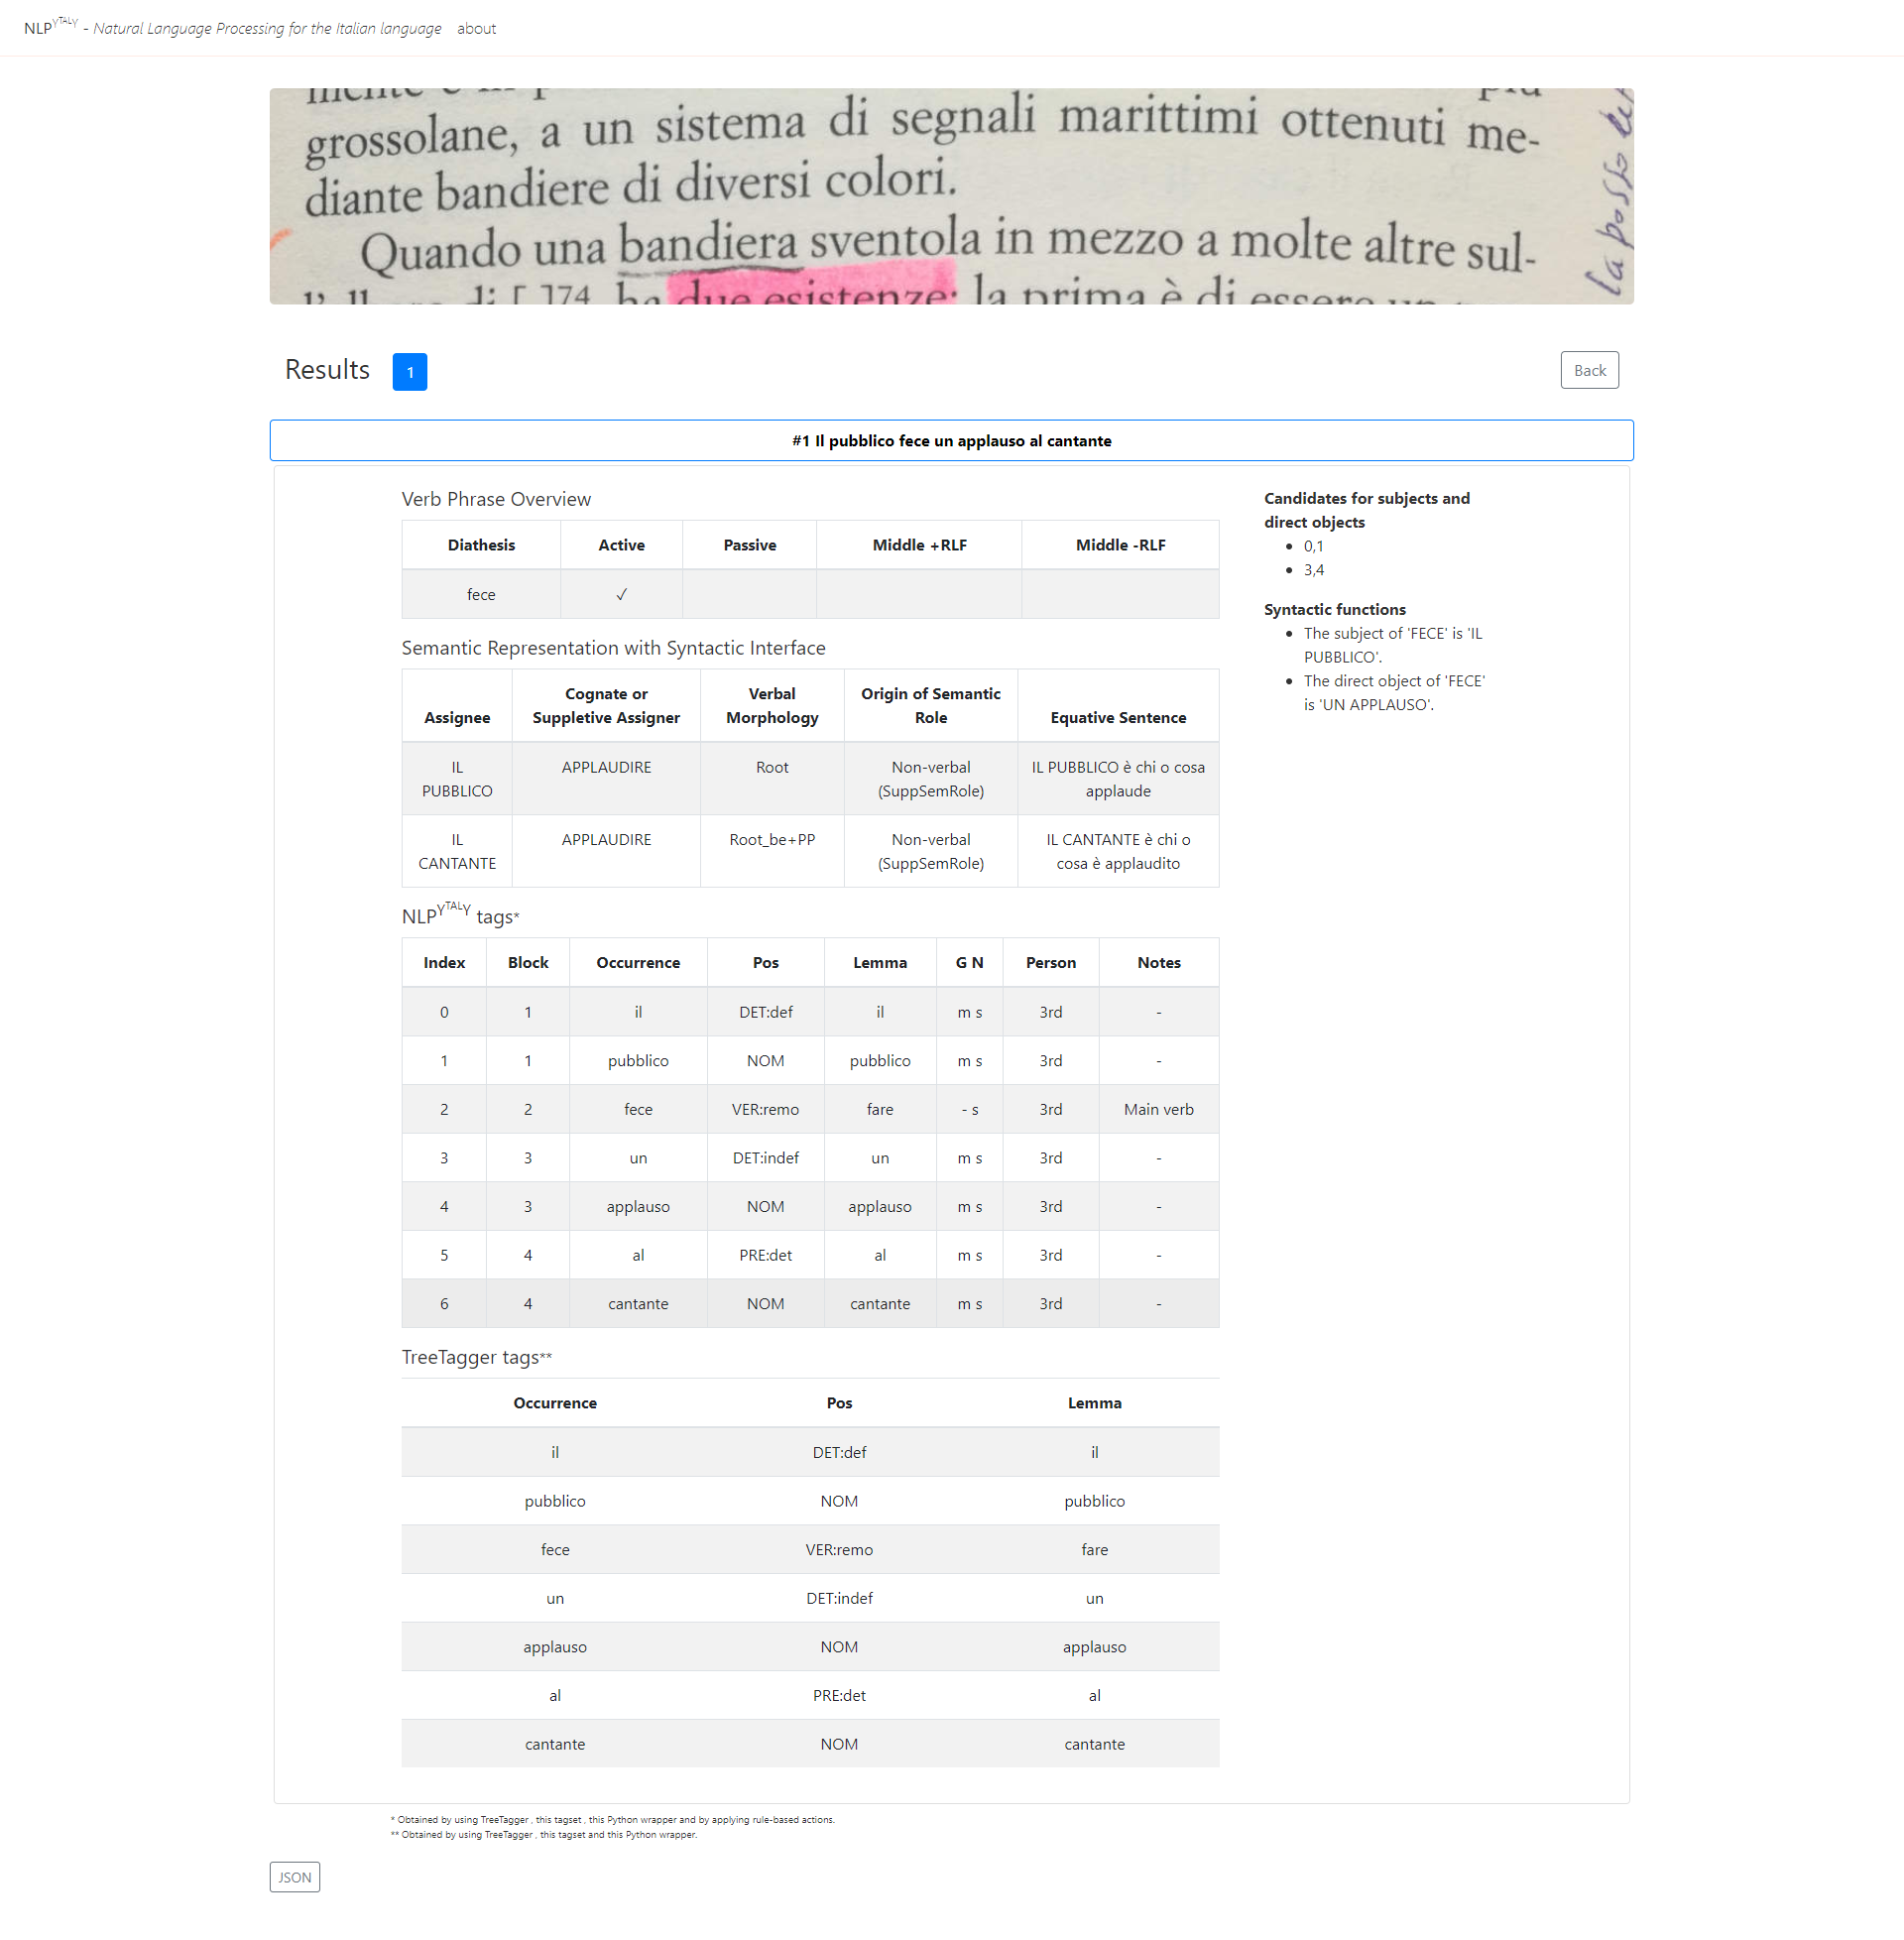 NLPYTALY - Natural Language Processing for the Italian language about
grossolane, a un sistema di segnali marittimi ottenuti me-
diante bandiere di diversi colori.
Quando una bandiera sventola in mezzo a molte altre sul-
di [ ]74 ha due esistenze: la prima è di essere un
la posso
Results 1 Back
#1 Il pubblico fece un applauso al cantante
Verb Phrase Overview
Diathesis Active Passive Middle +RLF Middle -RLF
fece ✓
Semantic Representation with Syntactic Interface
Assignee Cognate or Suppletive Assigner Verbal Morphology Origin of Semantic Role Equative Sentence
IL PUBBLICO APPLAUDIRE Root Non-verbal (SuppSemRole) IL PUBBLICO è chi o cosa applaude
IL CANTANTE APPLAUDIRE Root_be+PP Non-verbal (SuppSemRole) IL CANTANTE è chi o cosa è applaudito
NLPYTALY tags*
Index Block Occurrence Pos Lemma G N Person Notes
0 1 il DET:def il m s 3rd -
1 1 pubblico NOM pubblico m s 3rd -
2 2 fece VER:remo fare - s 3rd Main verb
3 3 un DET:indef un m s 3rd -
4 3 applauso NOM applauso m s 3rd -
5 4 al PRE:det al m s 3rd -
6 4 cantante NOM cantante m s 3rd -
TreeTagger tags**
Occurrence Pos Lemma
il DET:def il
pubblico NOM pubblico
fece VER:remo fare
un DET:indef un
applauso NOM applauso
al PRE:det al
cantante NOM cantante
Candidates for subjects and
direct objects
• 0,1
• 3,4
Syntactic functions
• The subject of 'FECE' is 'IL
PUBBLICO'.
• The direct object of 'FECE'
is 'UN APPLAUSO'.
* Obtained by using TreeTagger , this tagset , this Python wrapper and by applying rule-based actions.
** Obtained by using TreeTagger , this tagset and this Python wrapper.
JSON